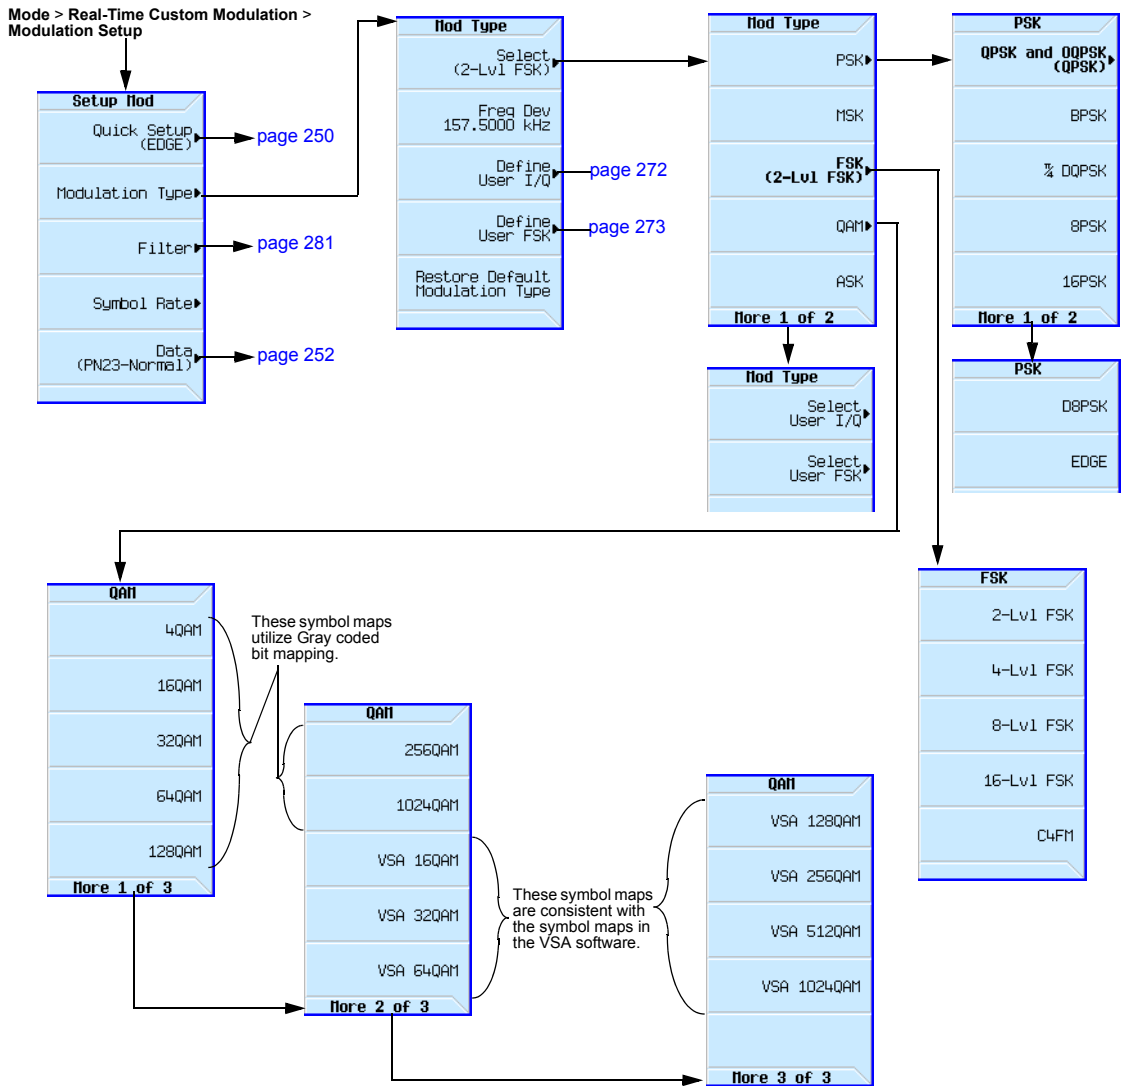 Mode > Real-Time Custom Modulation >
Modulation Setup
Setup Mod
Quick Setup
(EDGE)
page 250
Modulation Type
Filter
page 281
Symbol Rate
Data
(PN23-Normal)
page 252
Mod Type
Select
(2-Lvl FSK)
Freq Dev
157.5000 kHz
Define
User I/Q
page 272
Define
User FSK
page 273
Restore Default
Modulation Type
Mod Type
PSK
MSK
FSK
(2-Lvl FSK)
QAM
ASK
More 1 of 2
Mod Type
Select
User I/Q
Select
User FSK
PSK
QPSK and OQPSK
(QPSK)
BPSK
π/4 DQPSK
8PSK
16PSK
More 1 of 2
PSK
D8PSK
EDGE
QAM
4QAM
16QAM
32QAM
64QAM
128QAM
More 1 of 3
These symbol maps
utilize Gray coded
bit mapping.
QAM
256QAM
1024QAM
VSA 16QAM
VSA 32QAM
VSA 64QAM
More 2 of 3
These symbol maps
are consistent with
the symbol maps in
the VSA software.
QAM
VSA 128QAM
VSA 256QAM
VSA 512QAM
VSA 1024QAM
More 3 of 3
FSK
2-Lvl FSK
4-Lvl FSK
8-Lvl FSK
16-Lvl FSK
C4FM